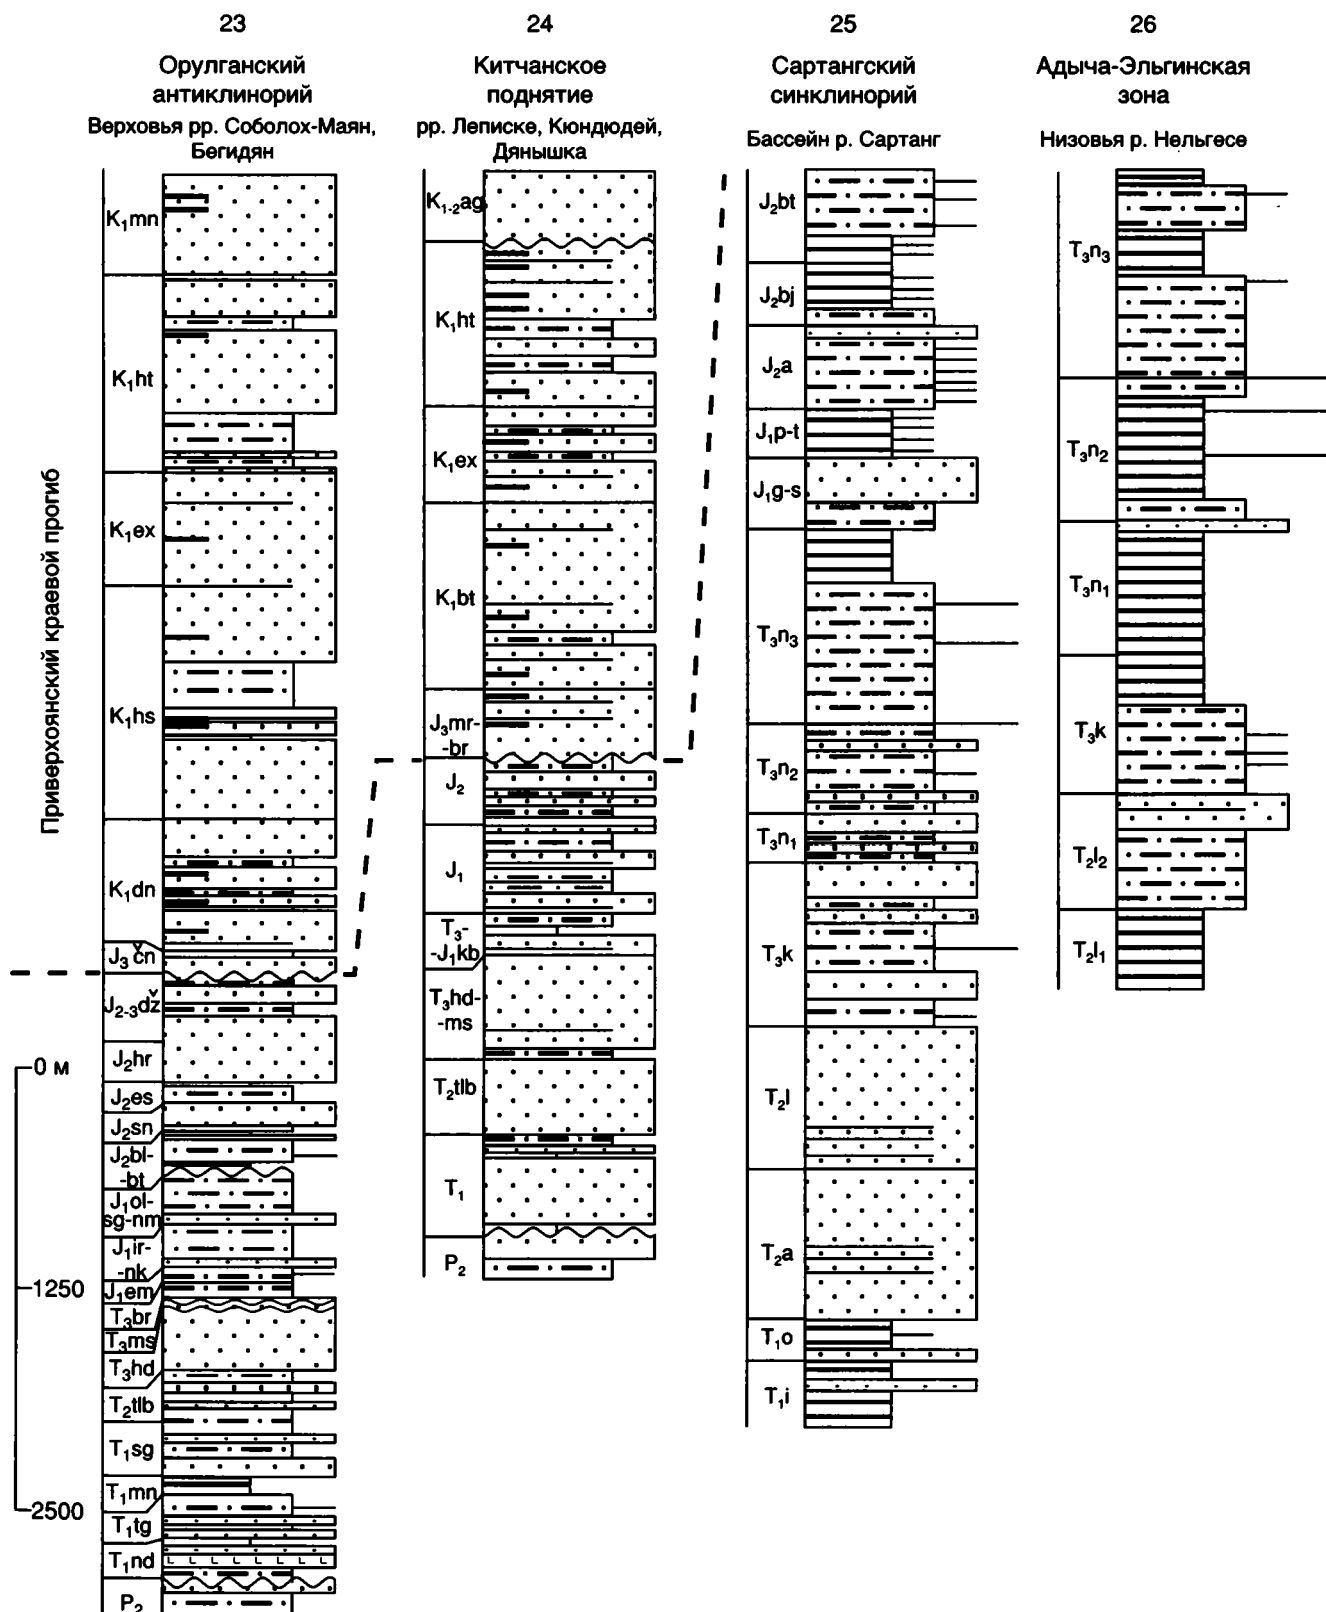 23
Орулганский
антиклинорий
Верховья рр. Соболох-Маян,
Бегидян
24
Китчанское
поднятие
рр. Леписке, Кюндюдей,
Дянышка
25
Сартангский
синклинорий
Бассейн р. Сартанг
26
Адыча-Эльгинская
зона
Низовья р. Нельгесе
Приверхоянский краевой прогиб
0 м
1250
2500
K₁mn
K₁ht
K₁ex
K₁hs
K₁dn
J₃čn
J₂₋₃dž
J₂hr
J₂es
J₂sn
J₂bl-
-bt
J₁ol-
sg-nm
J₁ir-
-nk
J₁em
T₃br
T₃ms
T₃hd
T₂tlb
T₁sg
T₁mn
T₁tg
T₁nd
P₂
K₁₋₂ag
K₁ht
K₁ex
K₁bt
J₃mr-
-br
J₂
J₁
T₃-
-J₁kb
T₃hd-
-ms
T₂tlb
T₁
P₂
J₂bt
J₂bj
J₂a
J₁p-t
J₁g-s
T₃n₃
T₃n₂
T₃n₁
T₃k
T₂l
T₂a
T₁o
T₁i
T₃n₃
T₃n₂
T₃n₁
T₃k
T₂l₂
T₂l₁